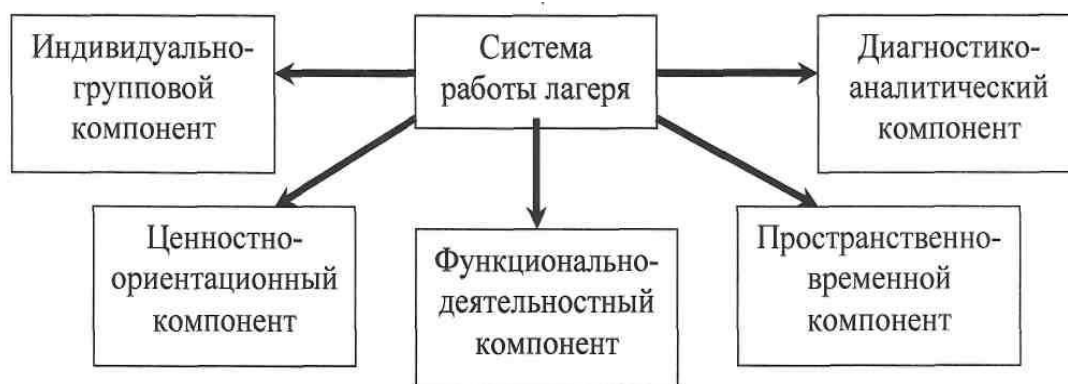 Индивидуально-
групповой
компонент
Система
работы лагеря
Диагностико-
аналитический
компонент
Ценностно-
ориентационный
компонент
Функционально-
деятельностный
компонент
Пространственно-
временной
компонент